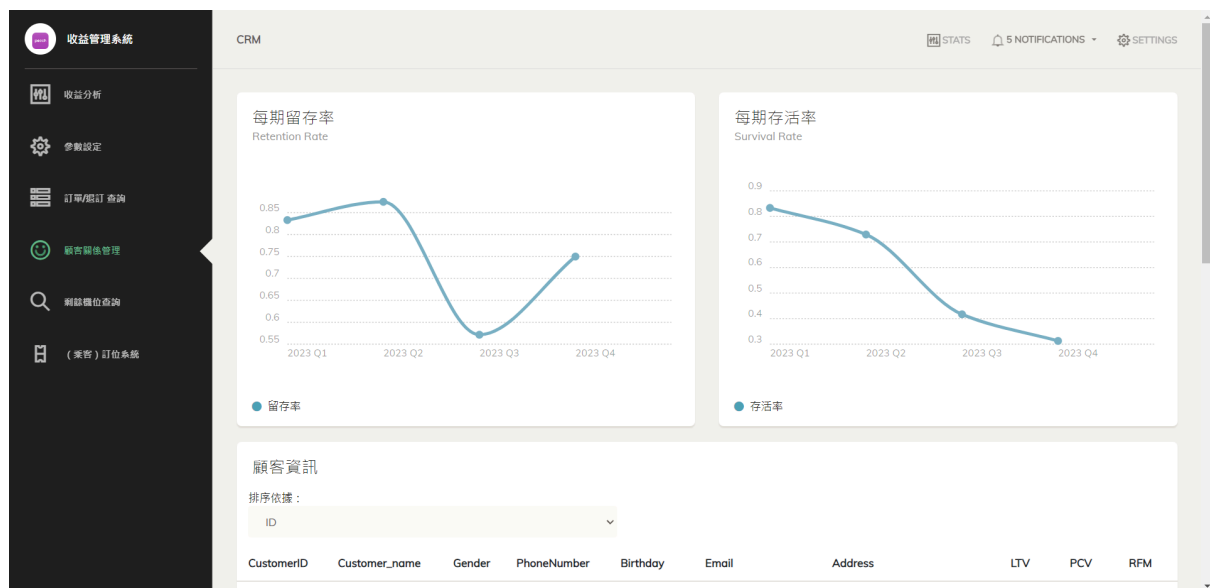 收益管理系統
CRM
STATS
5 NOTIFICATIONS
SETTINGS
收益分析
參數設定
訂單/退訂 查詢
顧客關係管理
剩餘機位查詢
（乘客）訂位系統
每期留存率
Retention Rate
0.85
0.8
0.75
0.7
0.65
0.6
0.55
2023 Q1 2023 Q2 2023 Q3 2023 Q4
留存率
每期存活率
Survival Rate
0.9
0.8
0.7
0.6
0.5
0.4
0.3
2023 Q1 2023 Q2 2023 Q3 2023 Q4
存活率
顧客資訊
排序依據：
ID
CustomerID Customer_name Gender PhoneNumber Birthday Email Address LTV PCV RFM